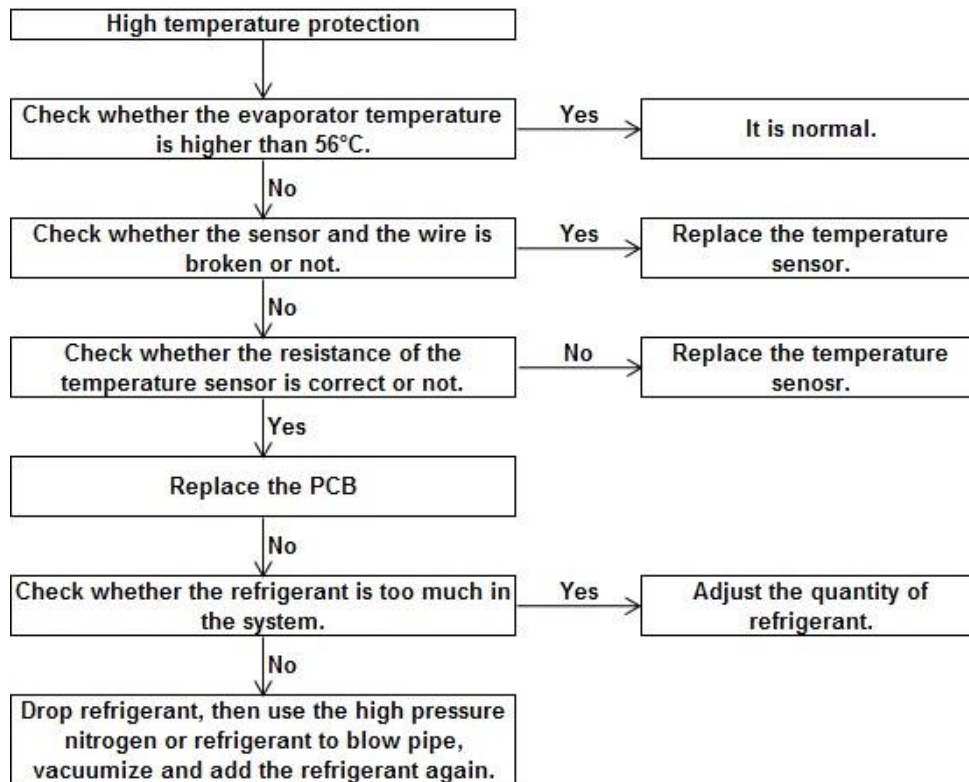 High temperature protection
Check whether the evaporator temperature
is higher than 56°C.
Yes
It is normal.
No
Check whether the sensor and the wire is
broken or not.
Yes
Replace the temperature
sensor.
No
Check whether the resistance of the
temperature sensor is correct or not.
No
Replace the temperature
senosr.
Yes
Replace the PCB
No
Check whether the refrigerant is too much in
the system.
Yes
Adjust the quantity of
refrigerant.
No
Drop refrigerant, then use the high pressure
nitrogen or refrigerant to blow pipe,
vacuumize and add the refrigerant again.